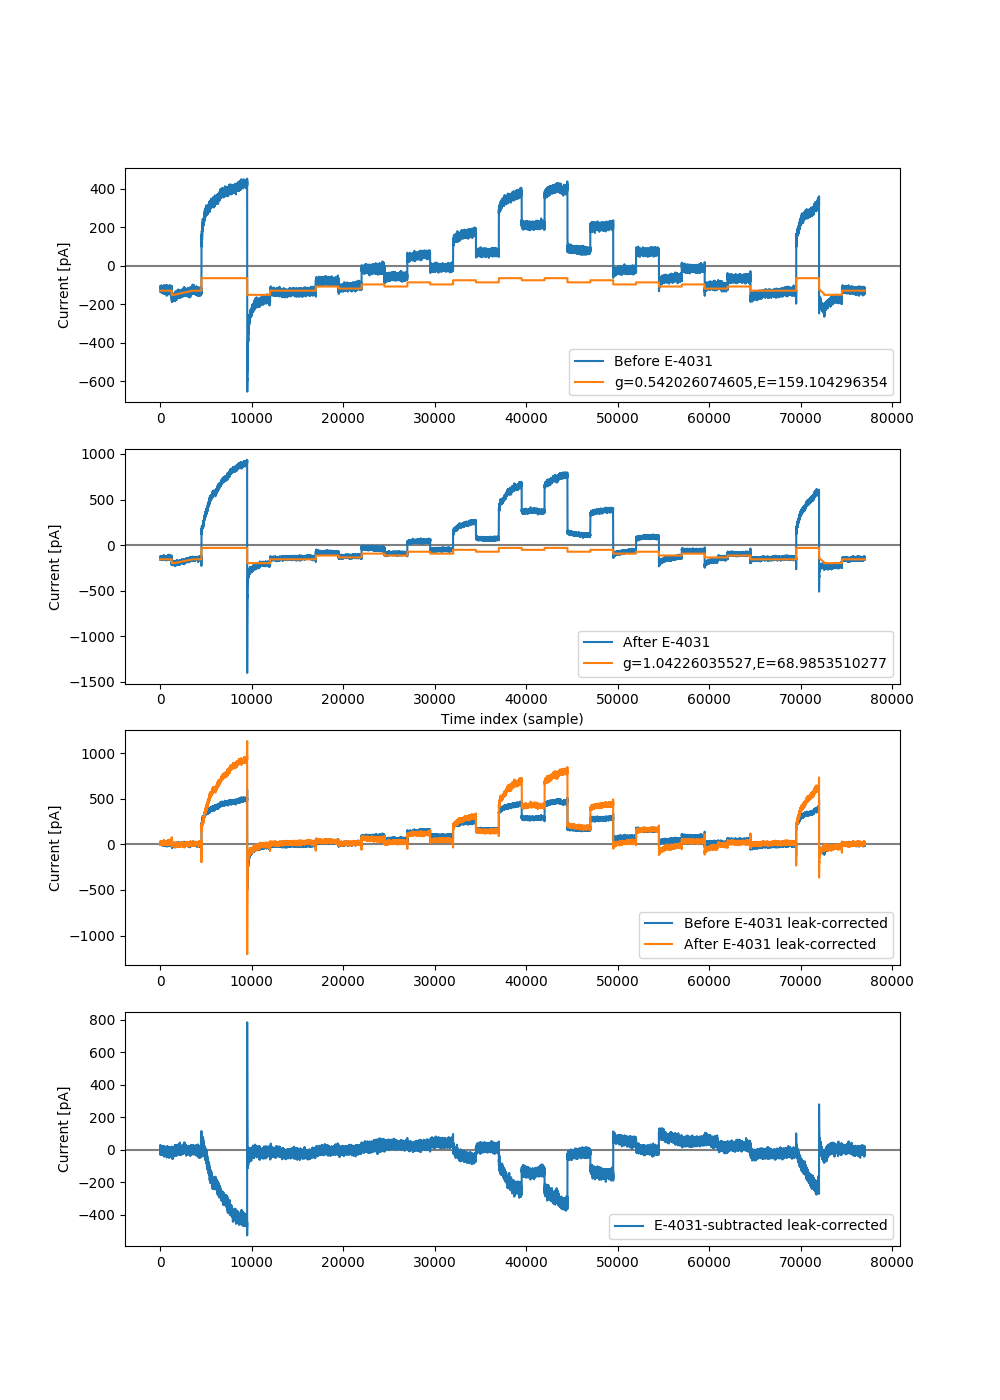 400
200
0
−200
−400
−600
Current [pA]
Before E-4031
g=0.542026074605,E=159.104296354
0 10000 20000 30000 40000 50000 60000 70000 80000
1000
500
0
−500
−1000
−1500
Current [pA]
After E-4031
g=1.04226035527,E=68.9853510277
0 10000 20000 30000 40000 50000 60000 70000 80000
Time index (sample)
1000
500
0
−500
−1000
Current [pA]
Before E-4031 leak-corrected
After E-4031 leak-corrected
0 10000 20000 30000 40000 50000 60000 70000 80000
800
600
400
200
0
−200
−400
Current [pA]
E-4031-subtracted leak-corrected
0 10000 20000 30000 40000 50000 60000 70000 80000